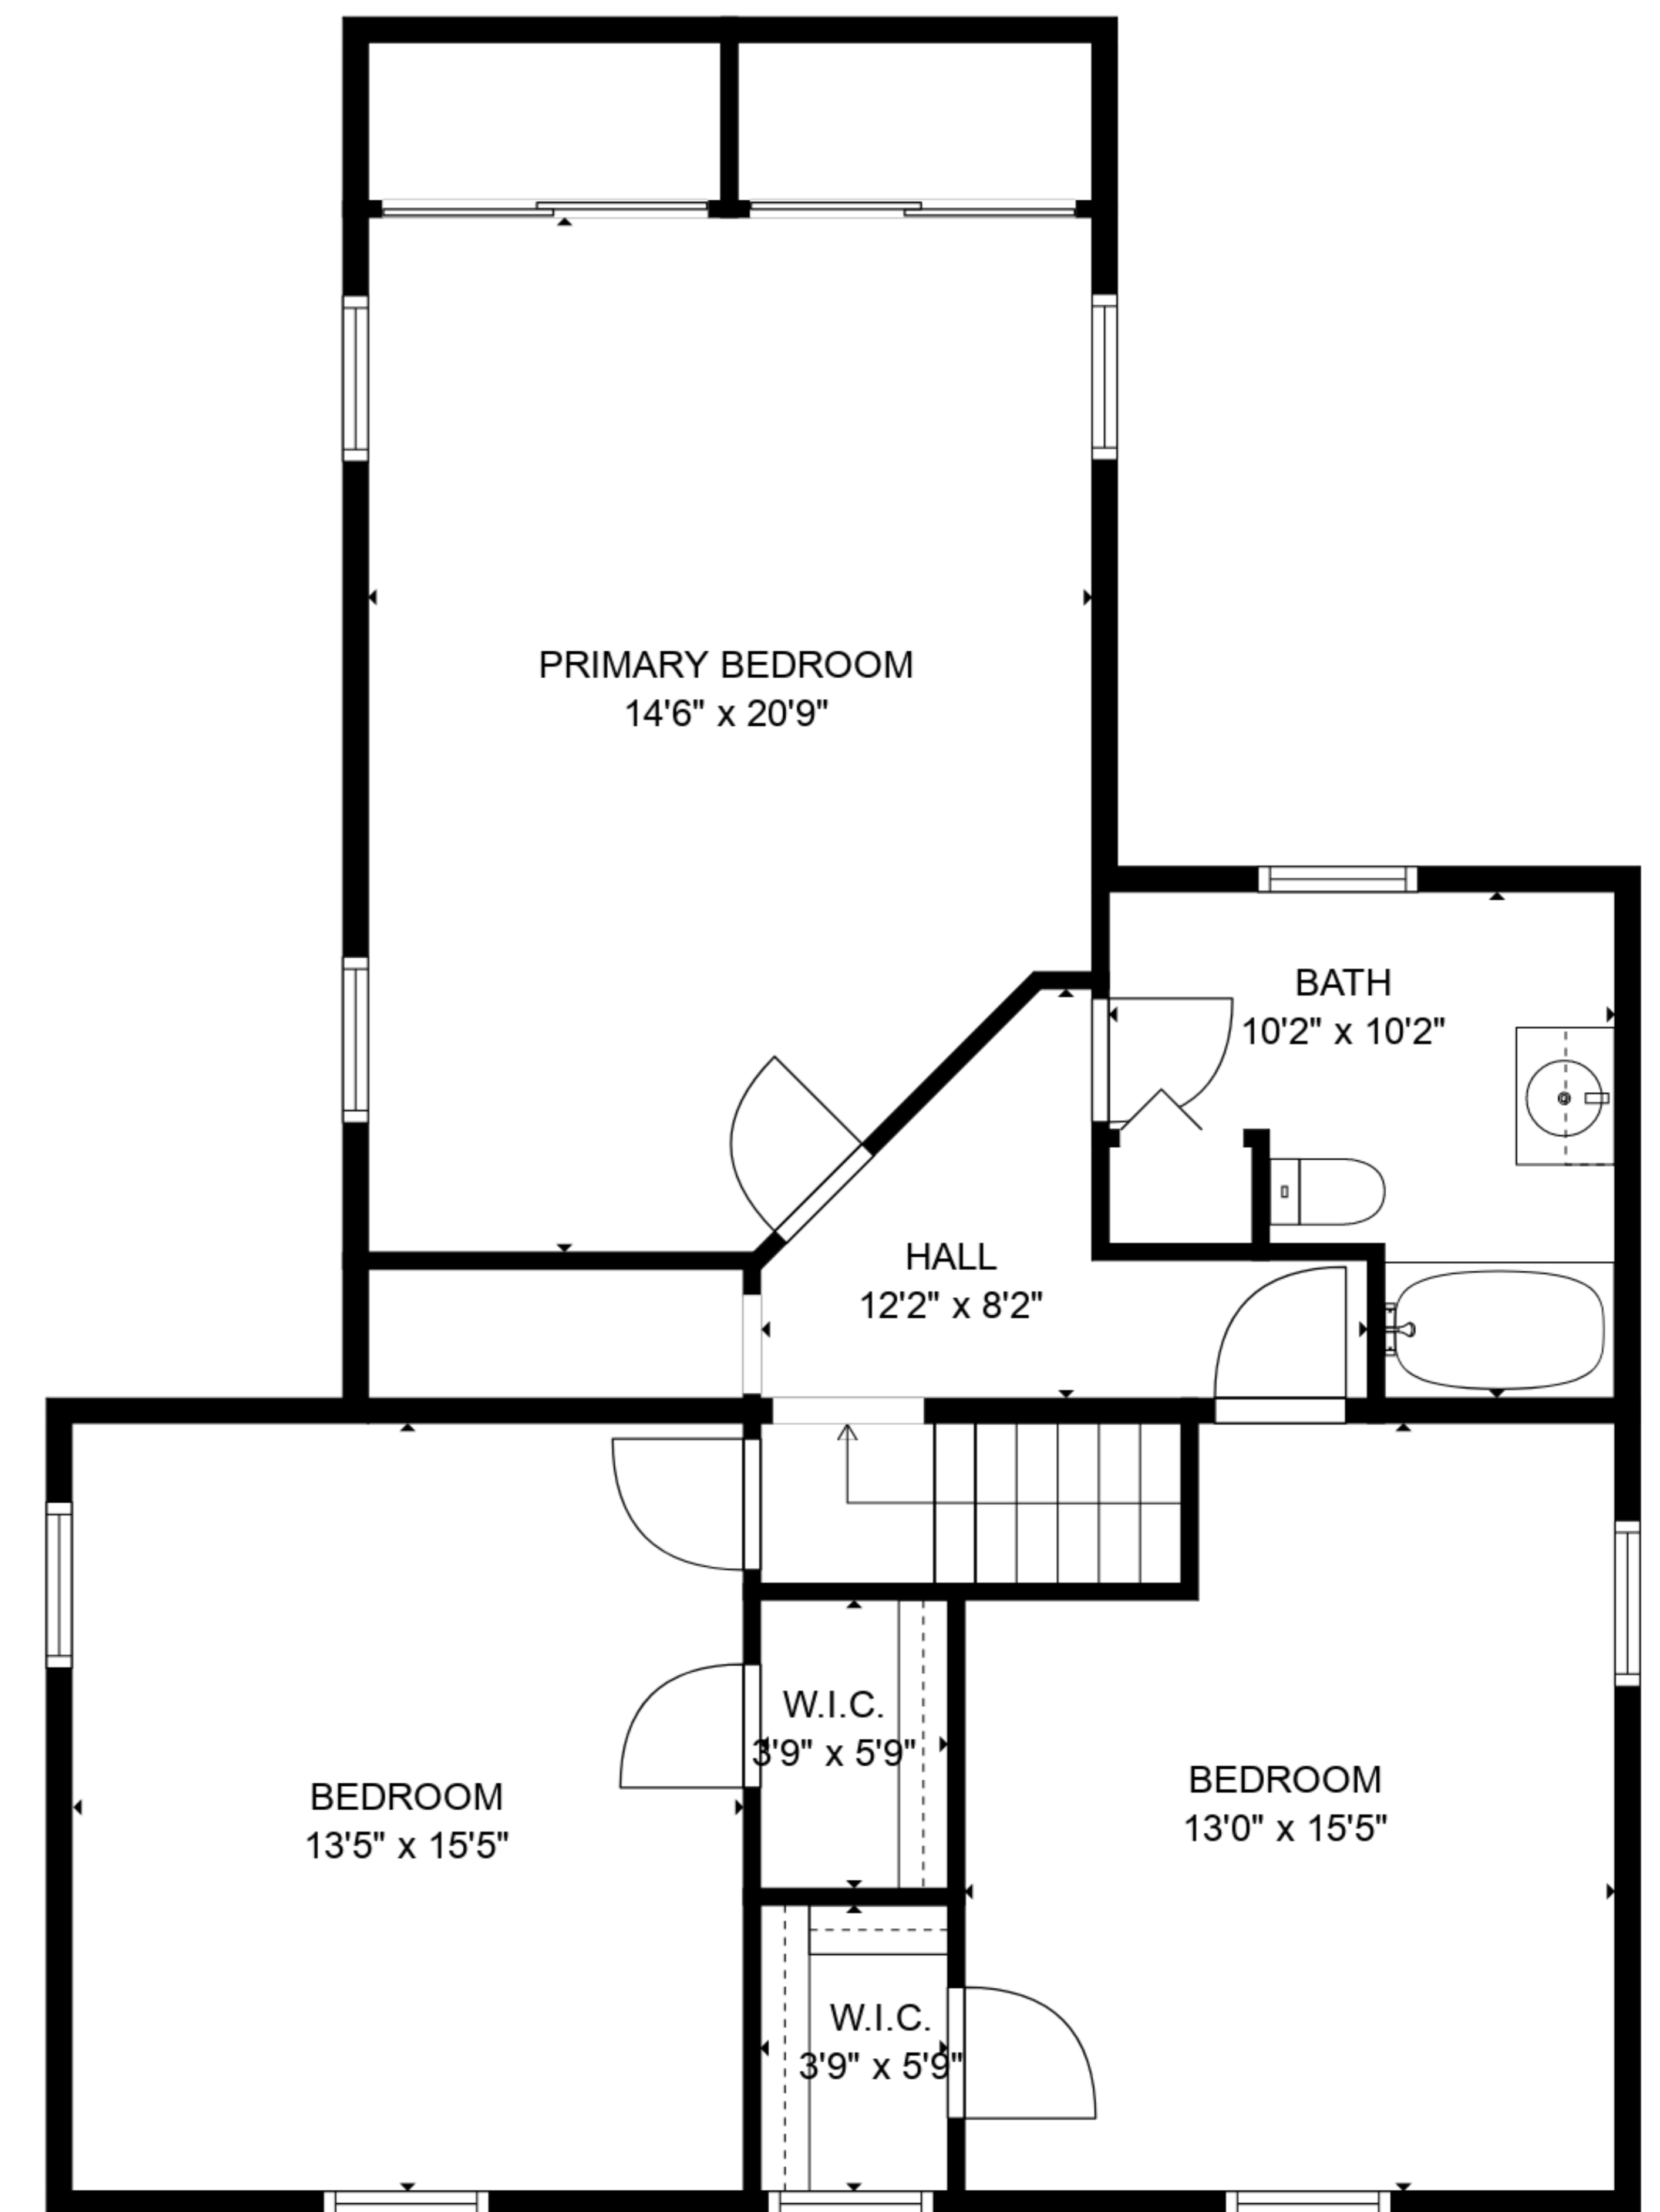 PRIMARY BEDROOM
14'6" x 20'9"
BATH
10'2" x 10'2"
HALL
12'2" x 8'2"
W.I.C.
3'9" x 5'9"
BEDROOM
13'5" x 15'5"
BEDROOM
13'0" x 15'5"
W.I.C.
3'9" x 5'9"